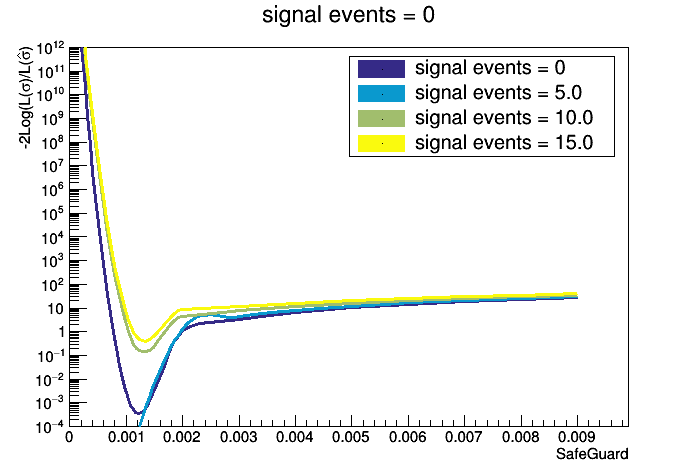 signal events = 0
-2Log(L(σ)/L(σ̂)
signal events = 0
signal events = 5.0
signal events = 10.0
signal events = 15.0
10¹²
10¹¹
10¹⁰
10⁹
10⁸
10⁷
10⁶
10⁵
10⁴
10³
10²
10
1
10⁻¹
10⁻²
10⁻³
10⁻⁴
0 0.001 0.002 0.003 0.004 0.005 0.006 0.007 0.008 0.009
SafeGuard